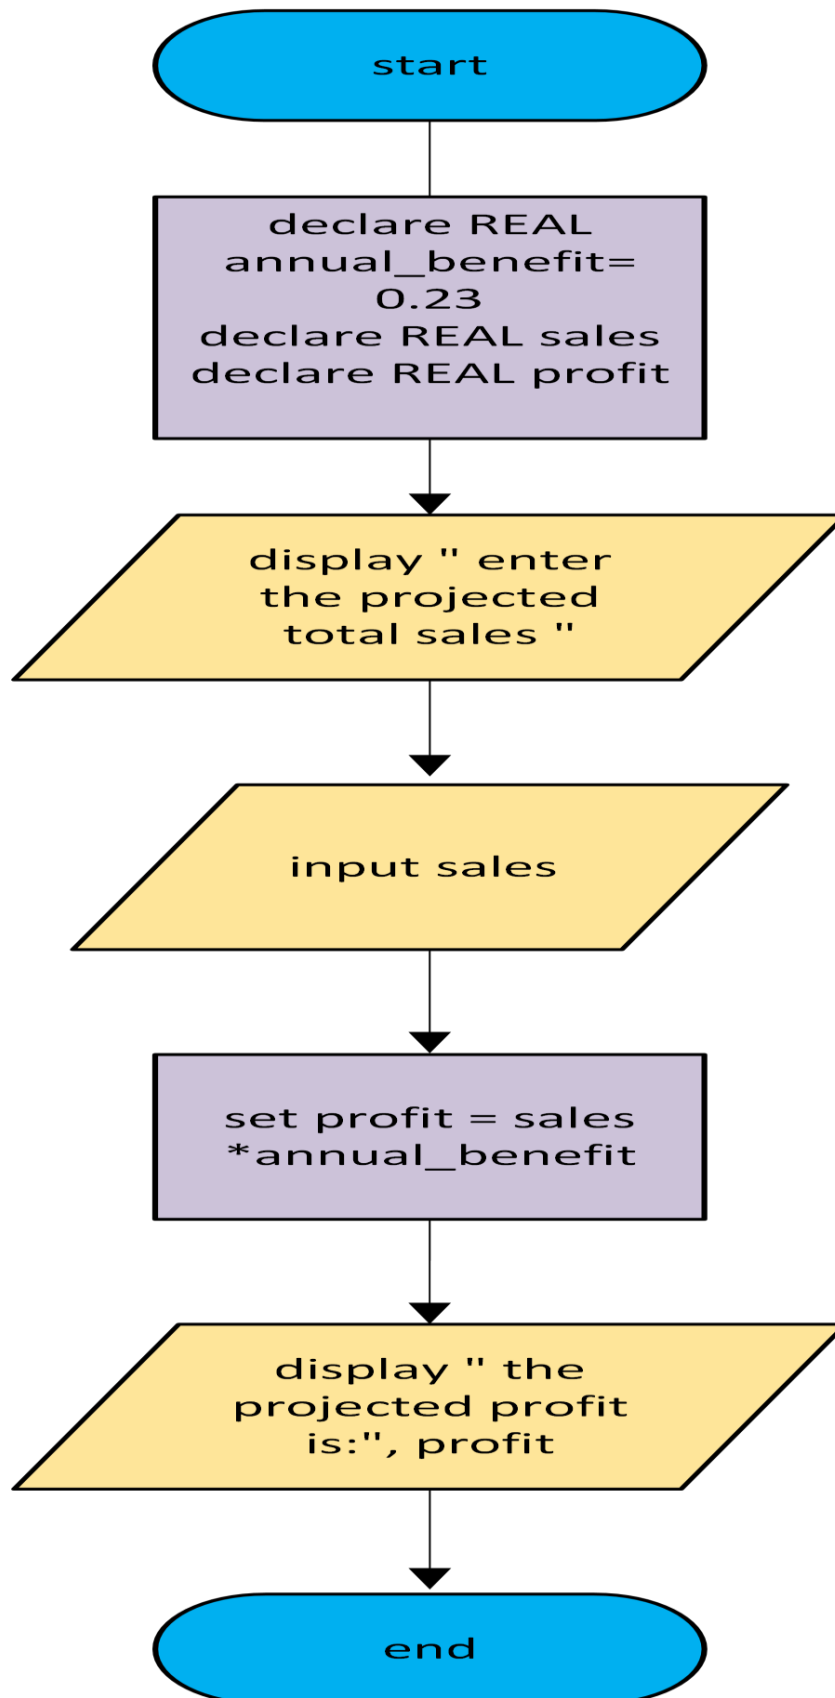 start
declare REAL
annual_benefit=
0.23
declare REAL sales
declare REAL profit
display " enter
the projected
total sales "
input sales
set profit = sales
*annual_benefit
display " the
projected profit
is:", profit
end